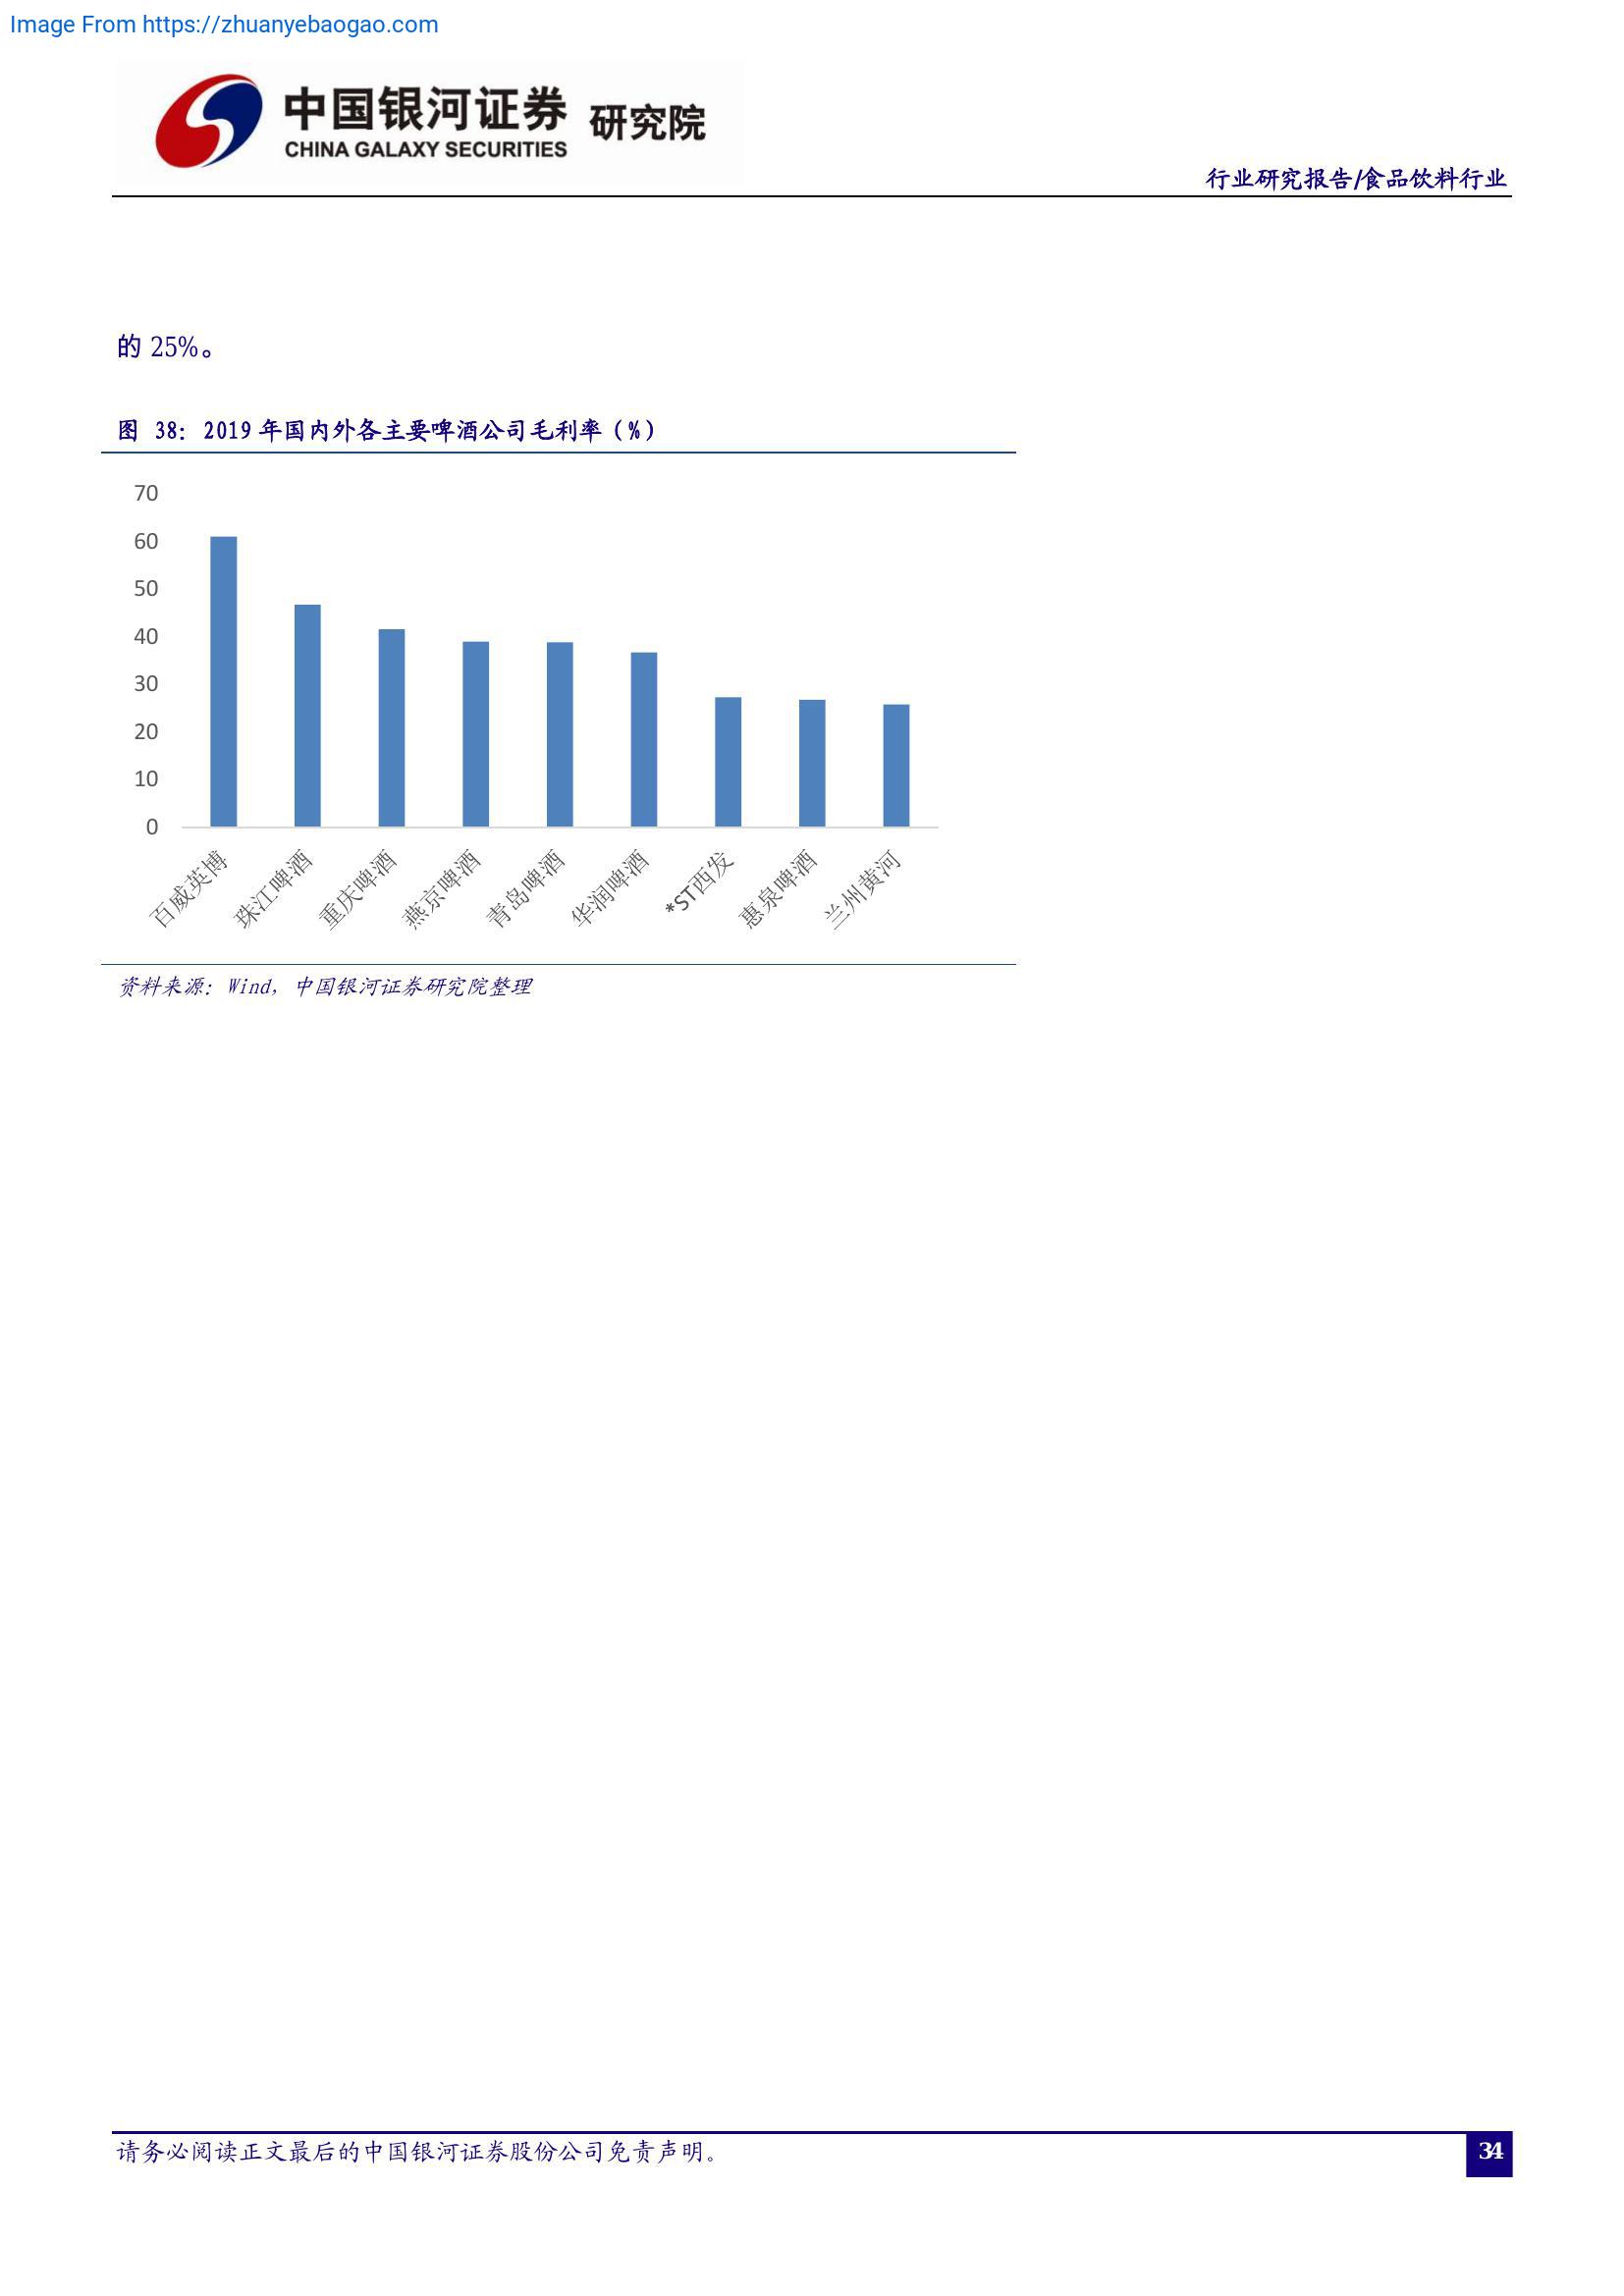 Image From https://zhuanyebaogao.com
中国银河证券 研究院
CHINA GALAXY SECURITIES
行业研究报告/食品饮料行业
的 25%。
图 38：2019 年国内外各主要啤酒公司毛利率（%）
70
60
50
40
30
20
10
0
百威英博
珠江啤酒
重庆啤酒
燕京啤酒
青岛啤酒
华润啤酒
*ST西发
惠泉啤酒
兰州黄河
资料来源：Wind，中国银河证券研究院整理
请务必阅读正文最后的中国银河证券股份公司免责声明。
34